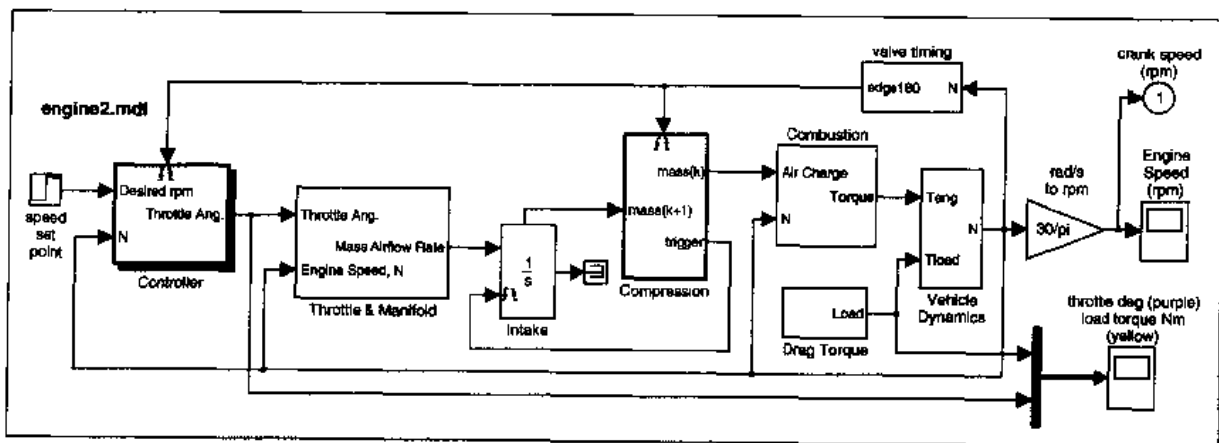 valve timing
edge180 N
crank speed
(rpm)
1
engine2.mdl
Combustion
Engine
Speed
(rpm)
rad/s
to rpm
Desired rpm
Throttle Ang.
N
speed
set
point
Controller
Throttle Ang.
Mass Airflow Rate
Engine Speed, N
Throttle & Manifold
1
s
Intake
mass(k)
mass(k+1)
trigger
Compression
Air Charge
Torque
N
Teng
N
Tload
Vehicle
Dynamics
30/pi
Load
Drag Torque
throttle deg (purple)
load torque Nm
(yellow)